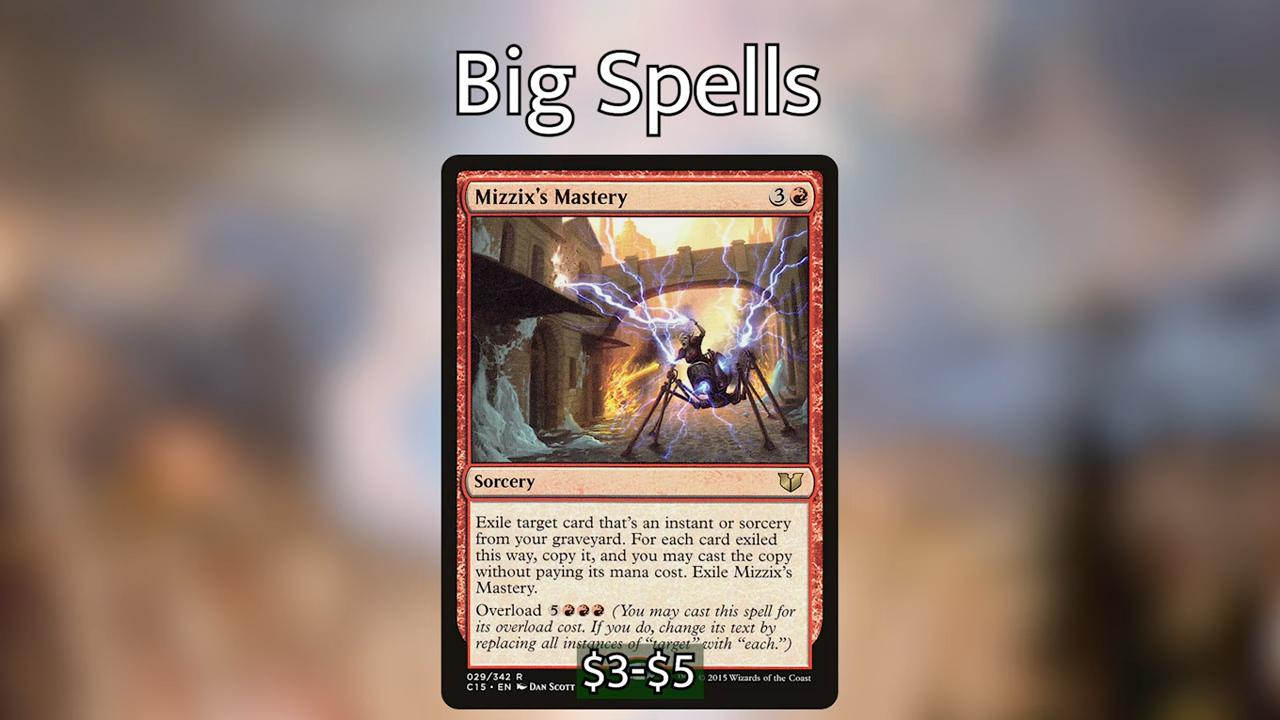 Big Spells
Mizzix's Mastery 3
Sorcery
Exile target card that's an instant or sorcery
from your graveyard. For each card exiled
this way, copy it, and you may cast the copy
without paying its mana cost. Exile Mizzix's
Mastery.
Overload 5 (You may cast this spell for
its overload cost. If you do, change its text by
replacing all instances of “target” with “each.”)
$3-$5
029/342 R
C15 • EN DAN SCOTT
© 2015 Wizards of the Coast